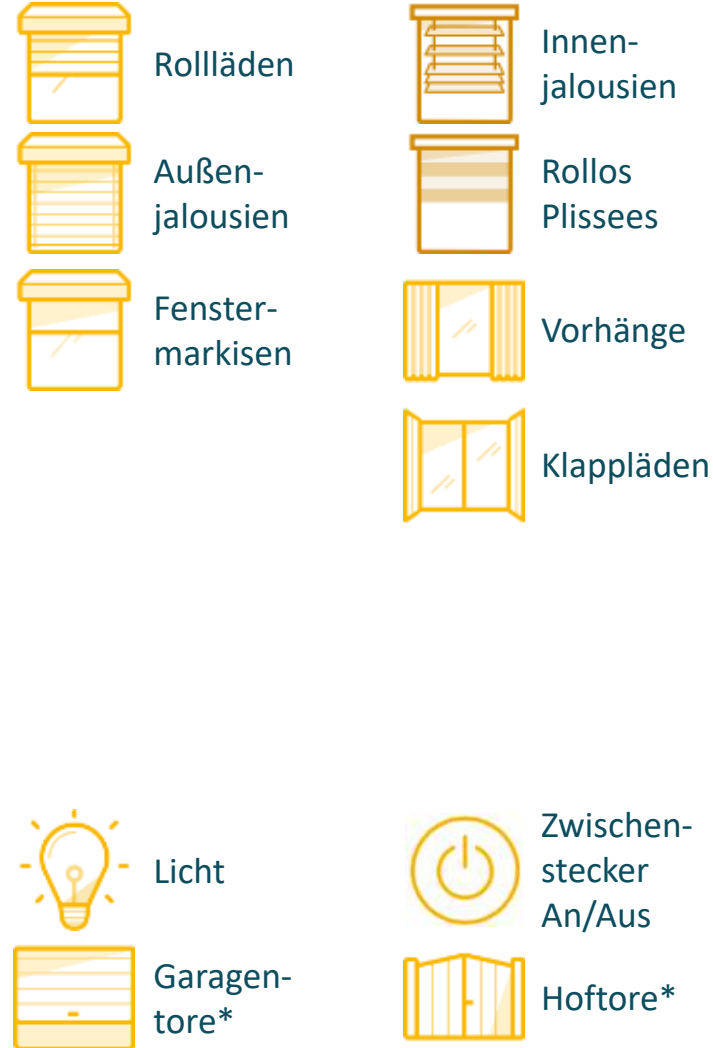 Rollläden
Innen-
jalousien
Außen-
jalousien
Rollos
Plissees
Fenster-
markisen
Vorhänge
Klappläden
Licht
Zwischen-
stecker
An/Aus
Garagen-
tore*
Hoftore*